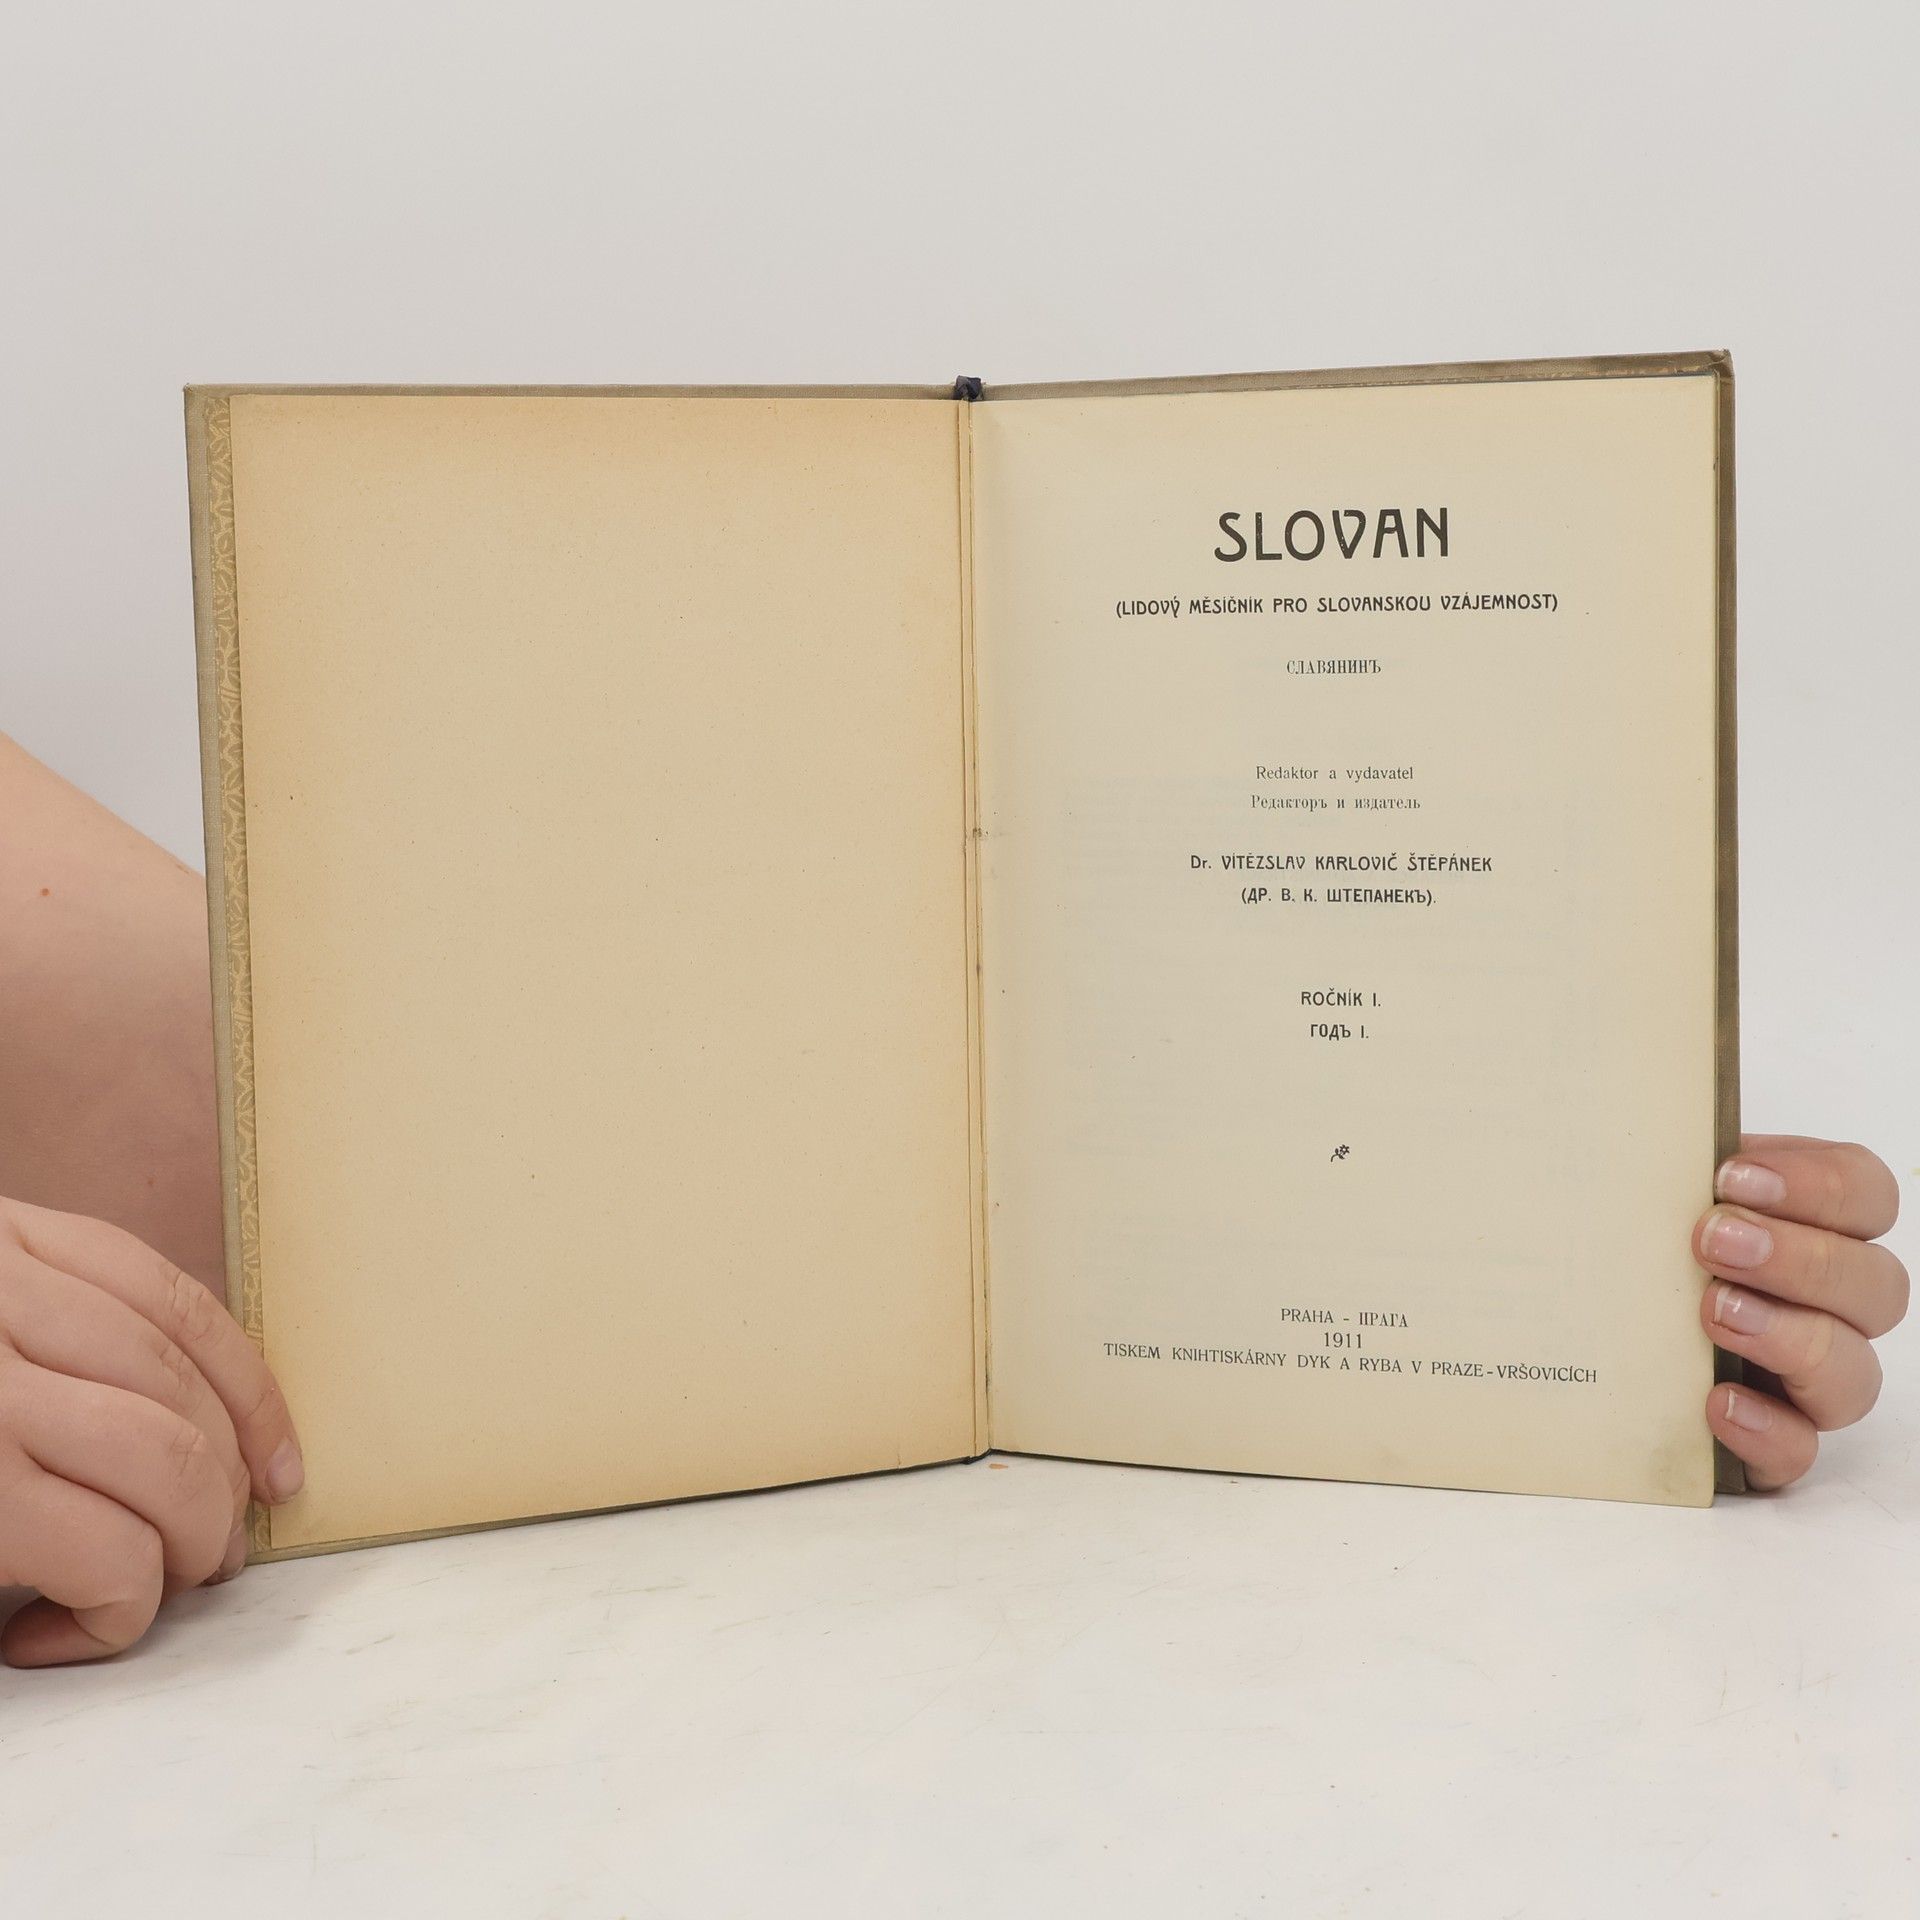 SLOVAN
(LIDOVÝ MĚSÍČNÍK PRO SLOVANSKOU VZÁJEMNOST)
СЛАВЯНИНЪ
Redaktor a vydavatel
Редакторъ и издатель
Dr. VÍTĚZSLAV KARLOVIČ ŠTĚPÁNEK
(ДР. В. К. ШТЕПАНЕКЪ).
ROČNÍK I.
ГОДЪ I.
PRAHA - ПРАГА
1911
TISKEM KNIHTISKÁRNY DYK A RYBA V PRAZE-VRŠOVICÍCH